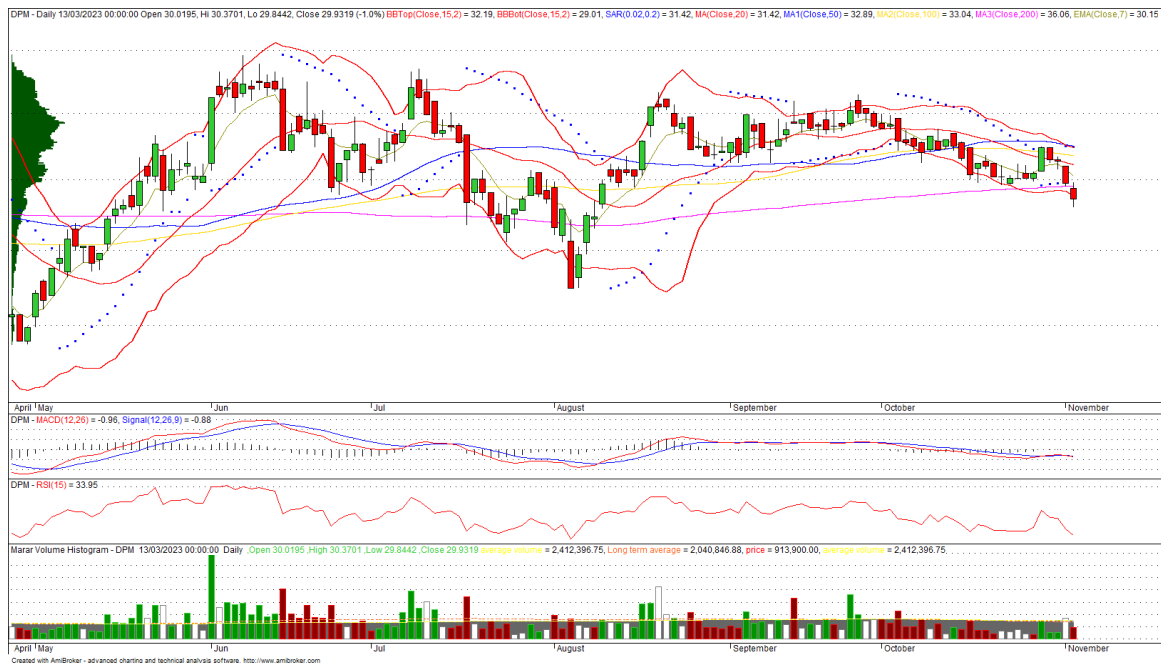 DPM - Daily 13/03/2023 00:00:00 Open 30.0195, Hi 30.3701, Lo 29.8442, Close 29.9319 (-1.0%) BBTop(Close,15,2) = 32.19, BBBot(Close,15,2) = 29.01, SAR(0.02,0.2) = 31.42, MA(Close,20) = 31.42, MA1(Close,50) = 32.89, MA2(Close,100) = 33.04, MA3(Close,200) = 36.06, EMA(Close,7) = 30.15
April May Jun Jul August September October November
DPM - MACD(12,26) = -0.96, Signal(12,26,9) = -0.88
DPM - RSI(15) = 33.95
Marar Volume Histogram - DPM 13/03/2023 00:00:00 Daily ,Open 30.0195 ,High 30.3701 ,Low 29.8442 ,Close 29.9319 average volume = 2,412,396.75, Long term average = 2,040,846.88, price = 913,900.00, average volume = 2,412,396.75,
April May Jun Jul August September October November
Created with AmiBroker - advanced charting and technical analysis software. http://www.amibroker.com